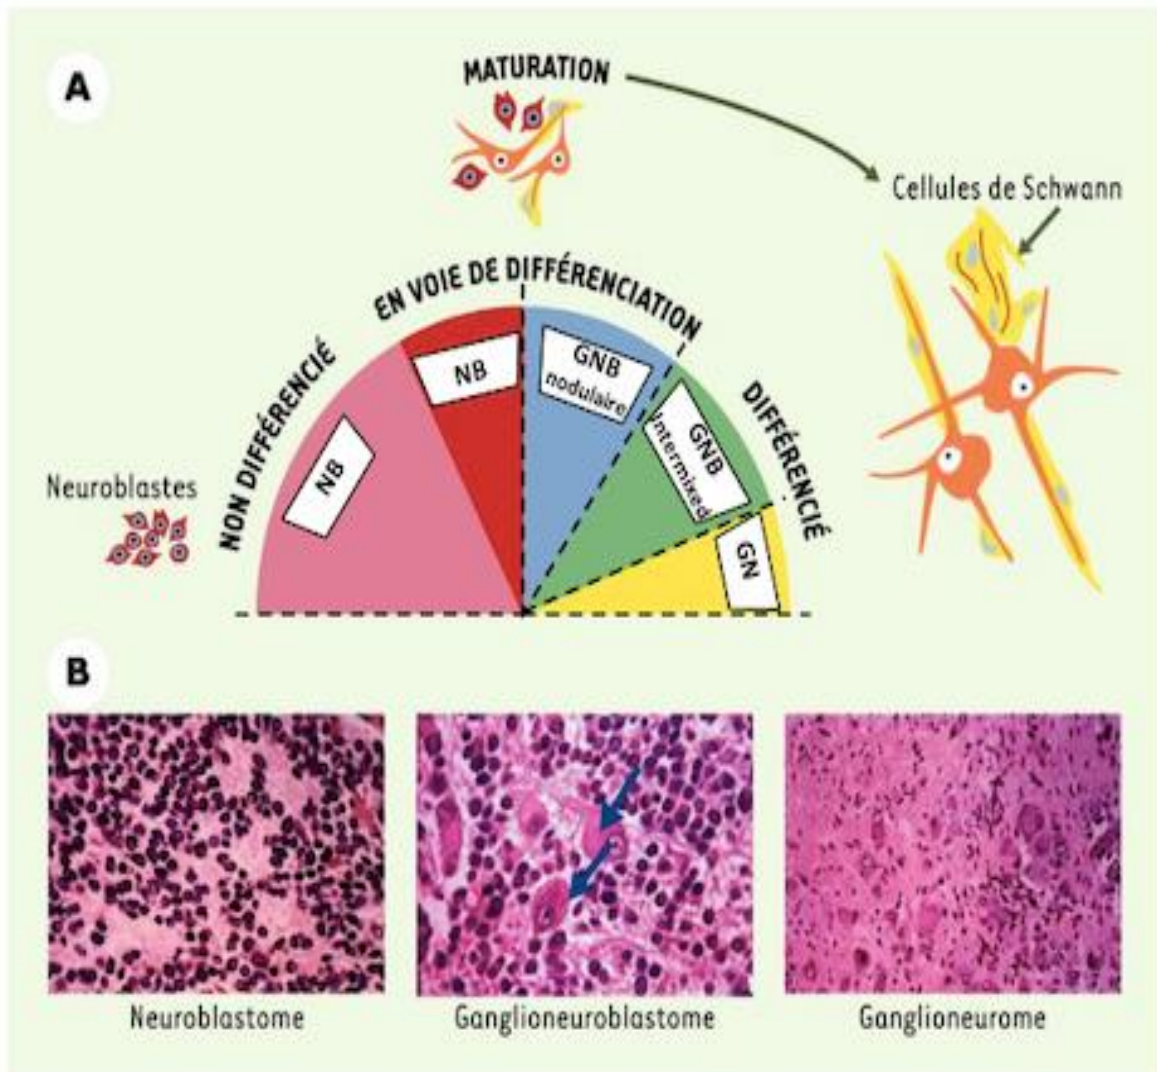 A
MATURATION
Cellules de Schwann
EN VOIE DE DIFFÉRENCIATION
NON DIFFÉRENCIÉ
DIFFÉRENCIÉ
NB
NB
GNB
nodulaire
GNB
Intermixed
GN
Neuroblastes
B
Neuroblastome
Ganglioneuroblastome
Ganglioneurome